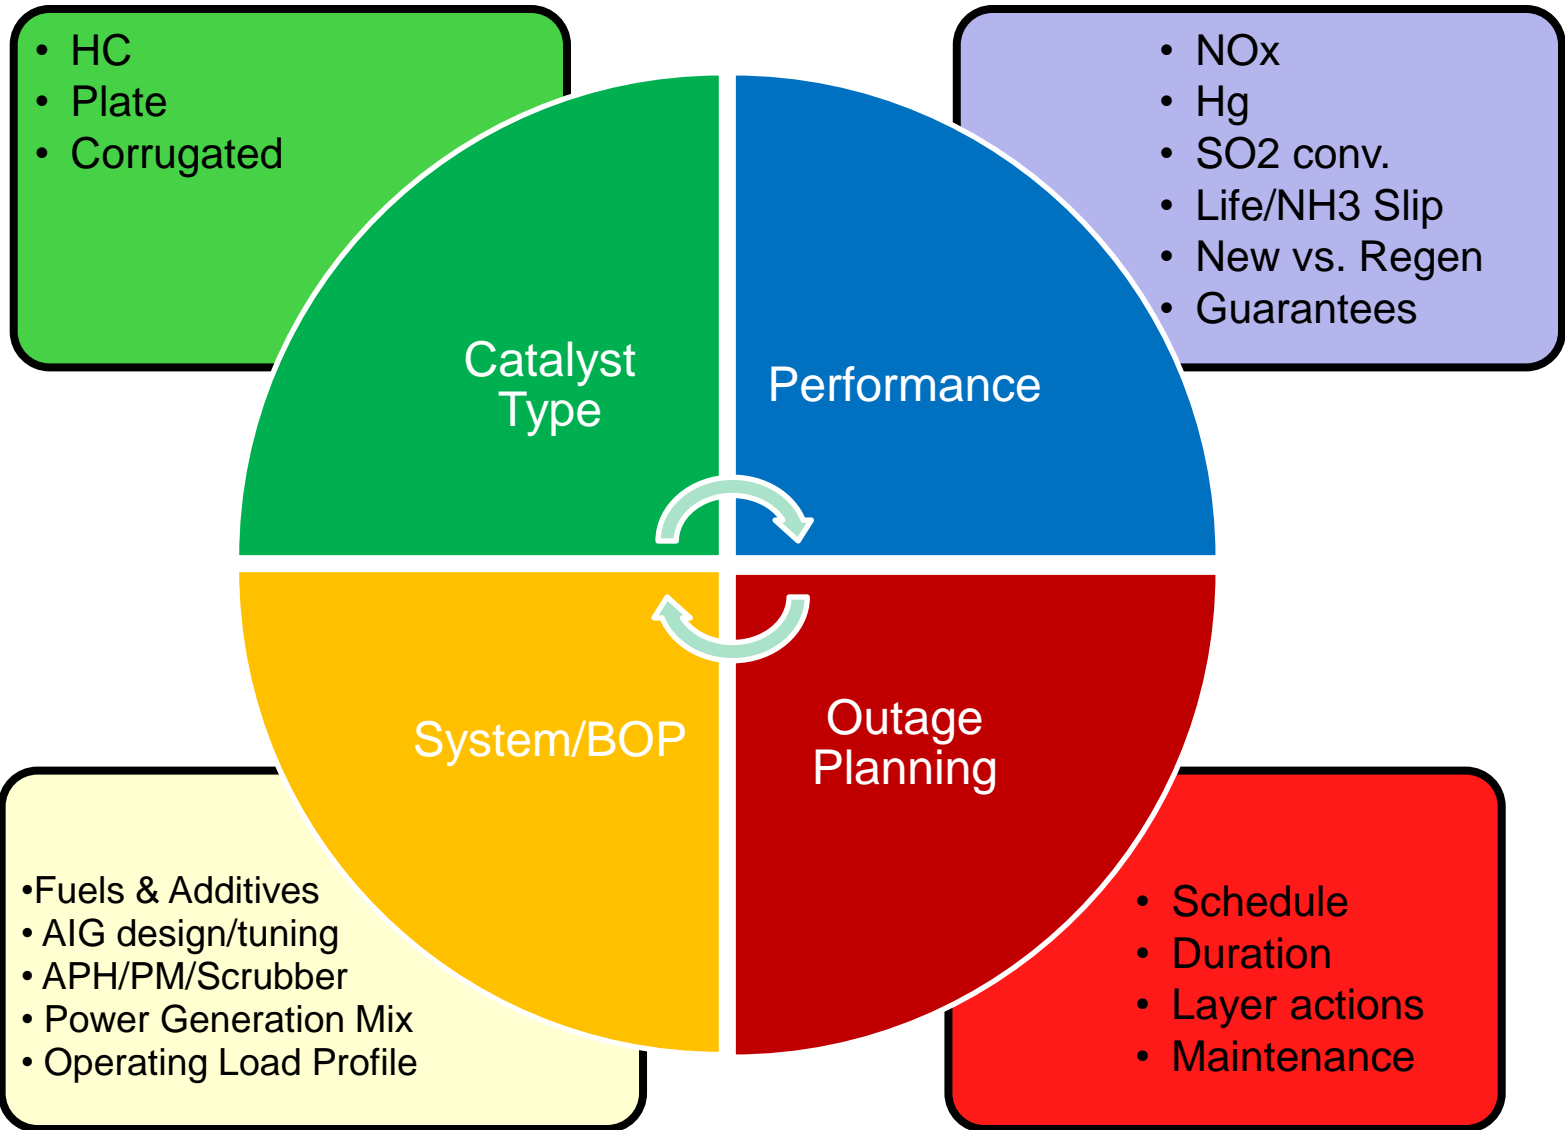 • HC
• Plate
• Corrugated
• NOx
• Hg
• SO2 conv.
• Life/NH3 Slip
• New vs. Regen
• Guarantees
Catalyst
Type
Performance
System/BOP
Outage
Planning
•Fuels & Additives
• AIG design/tuning
• APH/PM/Scrubber
• Power Generation Mix
• Operating Load Profile
• Schedule
• Duration
• Layer actions
• Maintenance